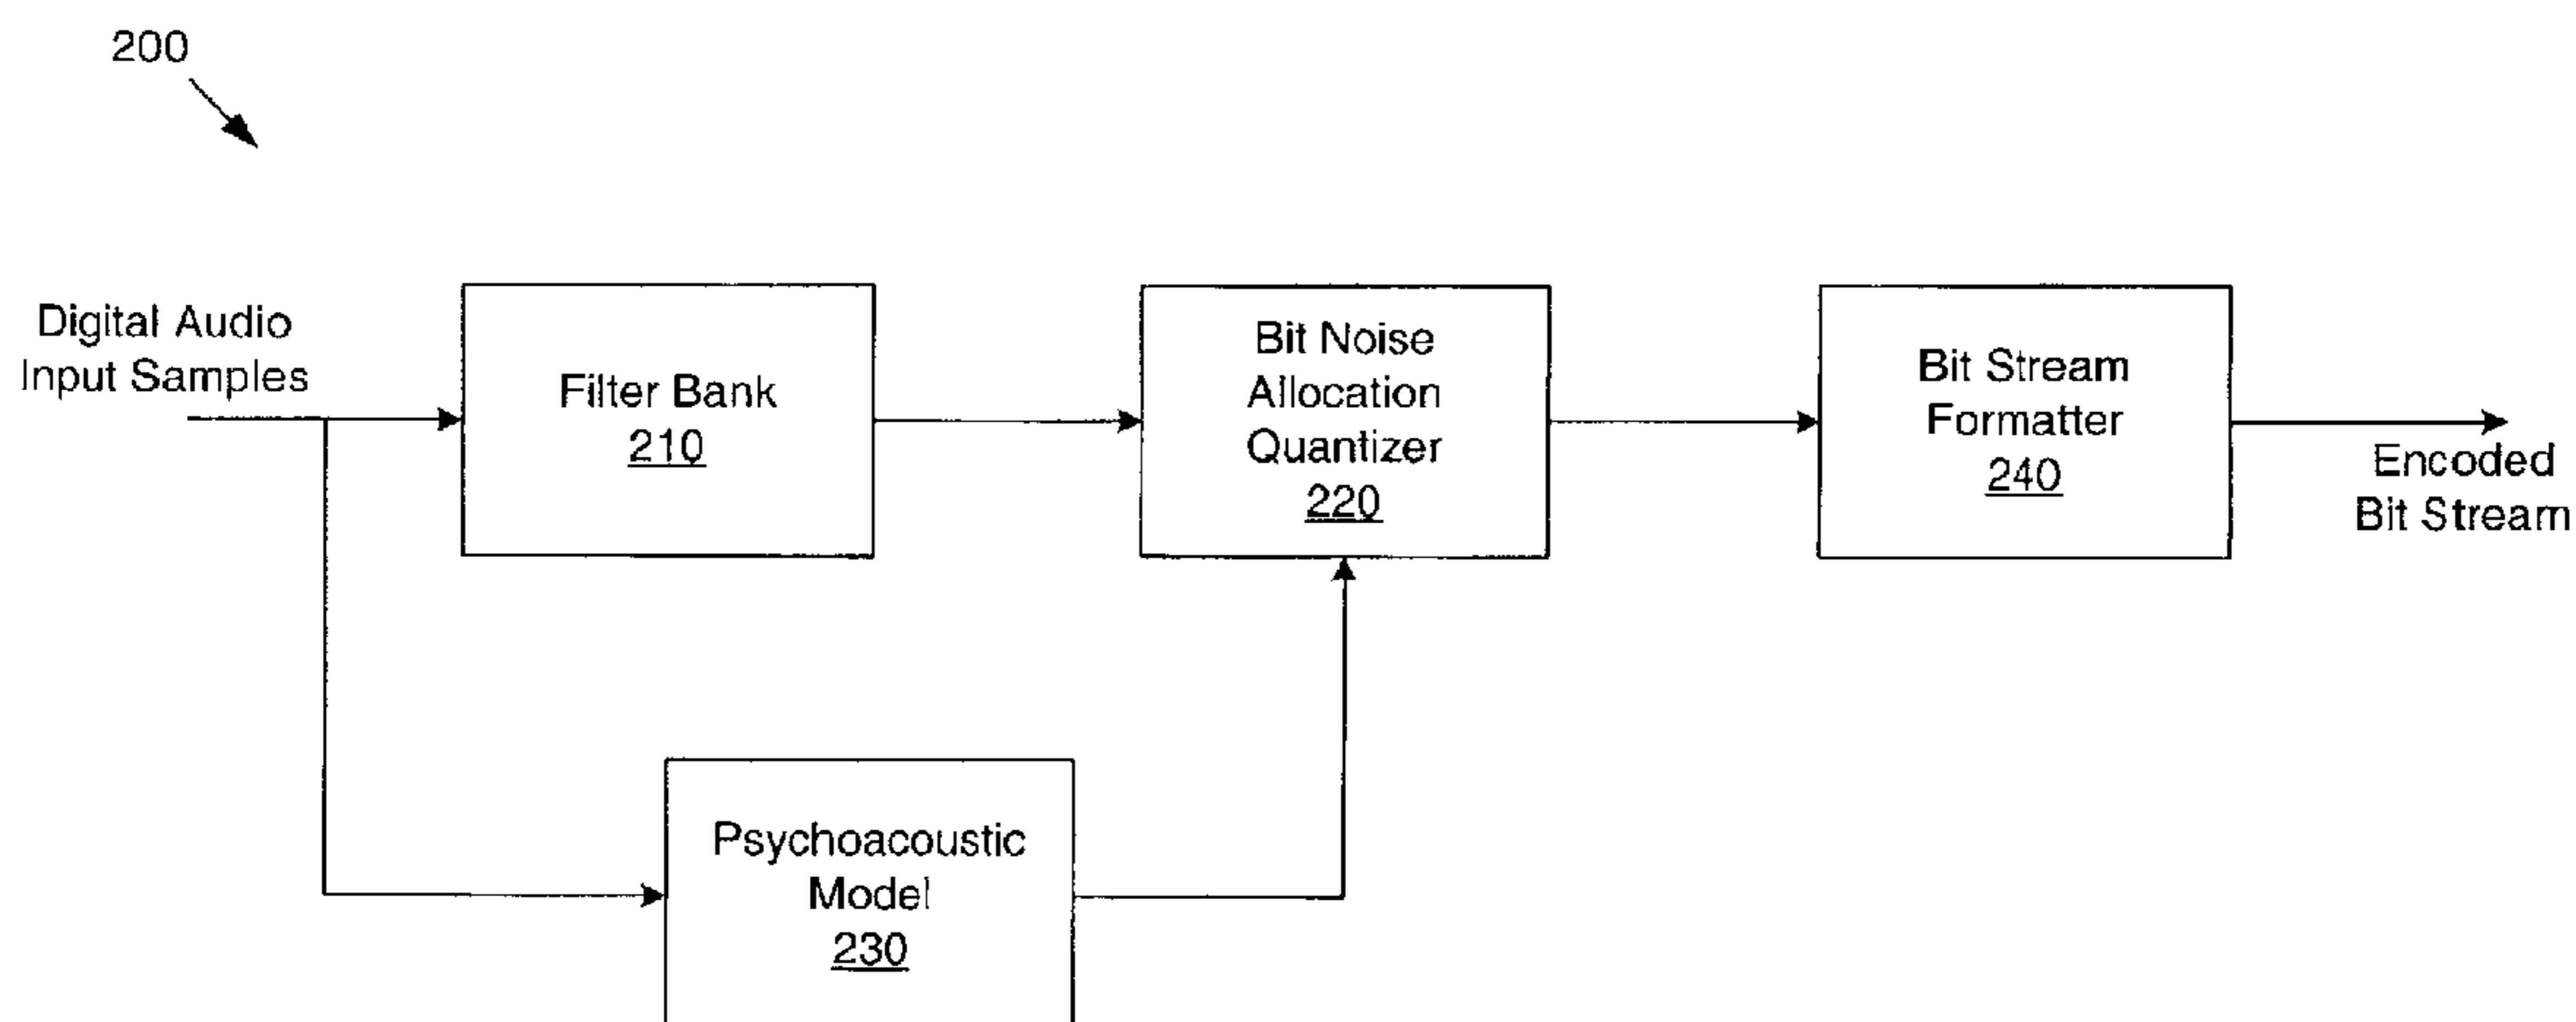 200
Digital Audio
Input Samples
Filter Bank
210
Bit Noise
Allocation
Quantizer
220
Bit Stream
Formatter
240
Encoded
Bit Stream
Psychoacoustic
Model
230